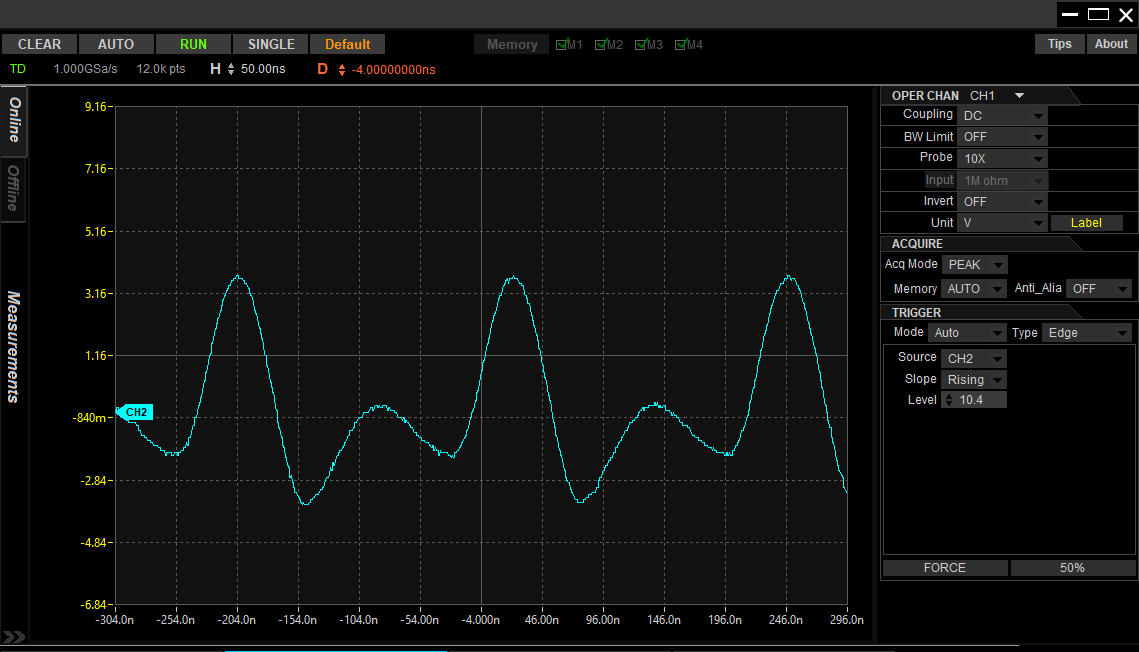 CLEAR AUTO RUN SINGLE Default Memory M1 M2 M3 M4 Tips About
TD 1.000GSa/s 12.0k pts H 50.00ns D -4.00000000ns
Online
Offline
Measurements
9.16
7.16
5.16
3.16
1.16
-840m
-2.84
-4.84
-6.84
CH2
-304.0n -254.0n -204.0n -154.0n -104.0n -54.00n -4.000n 46.00n 96.00n 146.0n 196.0n 246.0n 296.0n
OPER CHAN CH1
Coupling DC
BW Limit OFF
Probe 10X
Input 1M ohm
Invert OFF
Unit V Label
ACQUIRE
Acq Mode PEAK
Memory AUTO Anti_Alia OFF
TRIGGER
Mode Auto Type Edge
Source CH2
Slope Rising
Level 10.4
FORCE 50%